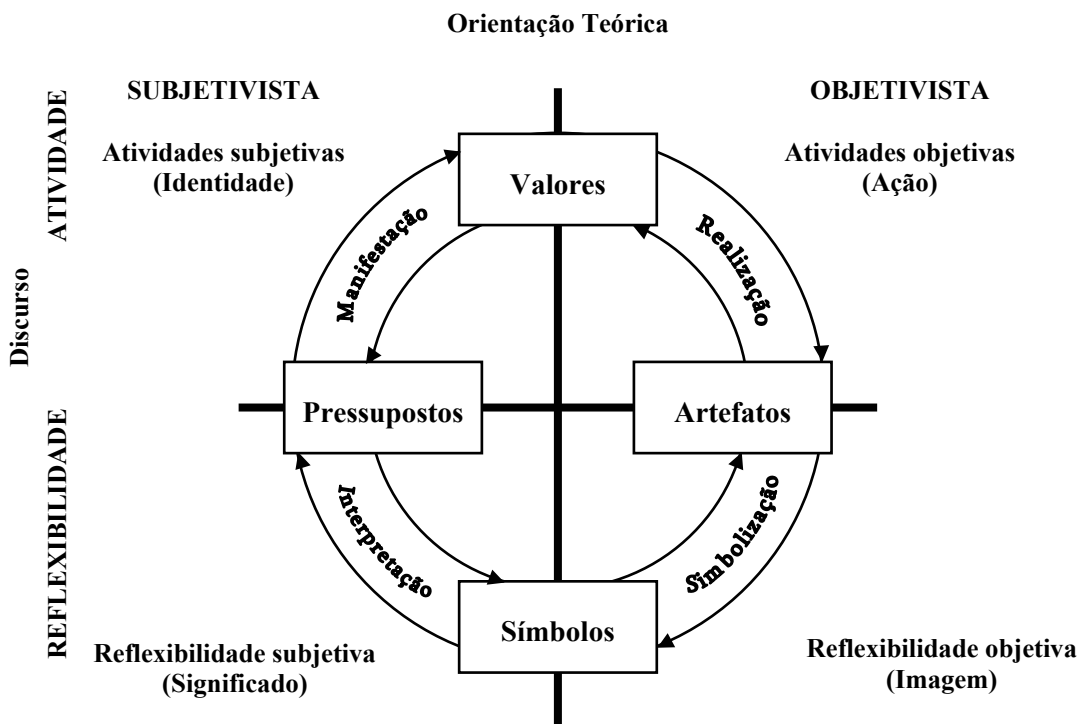 Orientação Teórica
SUBJETIVISTA
OBJETIVISTA
ATIVIDADE
Atividades subjetivas
(Identidade)
Atividades objetivas
(Ação)
Valores
Manifestação
Realização
Discurso
Pressupostos
Artefatos
REFLEXIBILIDADE
Interpretação
Simbolização
Símbolos
Reflexibilidade subjetiva
(Significado)
Reflexibilidade objetiva
(Imagem)